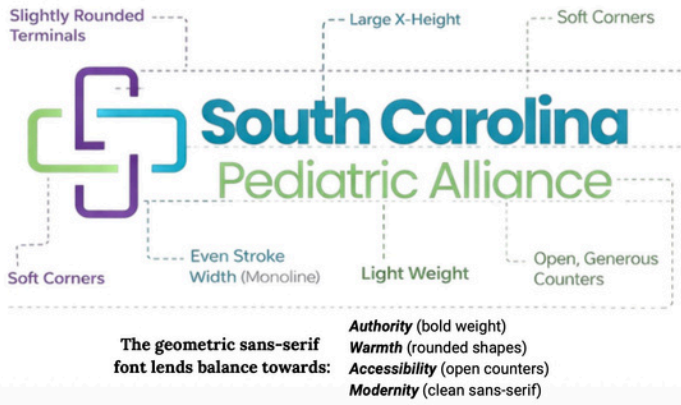 Slightly Rounded
Terminals
Large X-Height
Soft Corners
South Carolina
Pediatric Alliance
Soft Corners
Even Stroke
Width (Monoline)
Light Weight
Open, Generous
Counters
The geometric sans-serif
font lends balance towards:
Authority (bold weight)
Warmth (rounded shapes)
Accessibility (open counters)
Modernity (clean sans-serif)